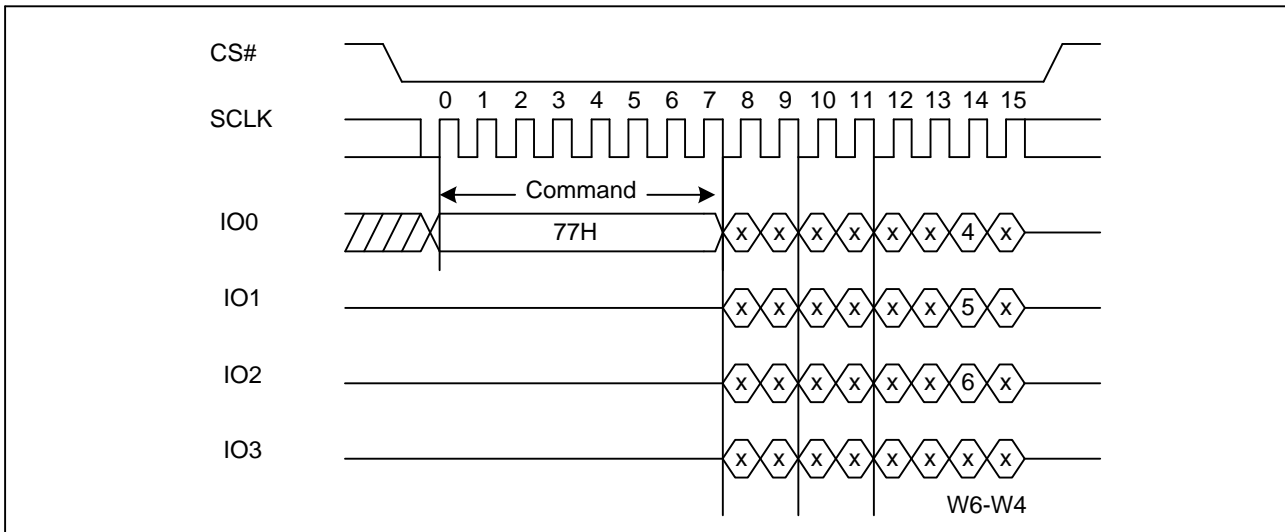 CS#
0 1 2 3 4 5 6 7 8 9 10 11 12 13 14 15
SCLK
Command
IO0
77H
x x x x x x 4 x
IO1
x x x x x x 5 x
IO2
x x x x x x 6 x
IO3
x x x x x x x x
W6-W4